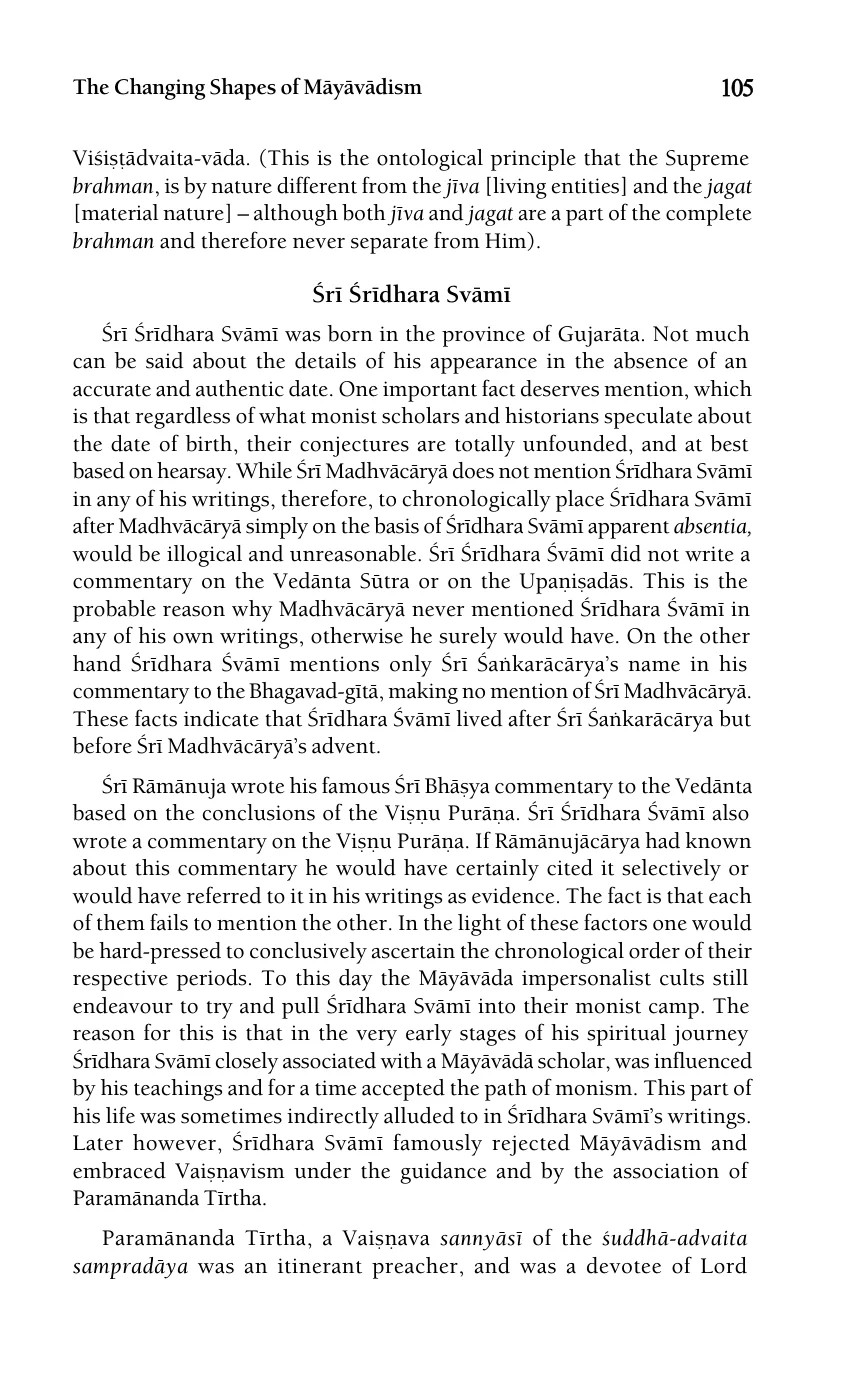 The Changing Shapes of Māyāvādism 105
Viśiṣṭādvaita-vāda. (This is the ontological principle that the Supreme
brahman, is by nature different from the jīva [living entities] and the jagat
[material nature] – although both jīva and jagat are a part of the complete
brahman and therefore never separate from Him).
Śrī Śrīdhara Svāmī
Śrī Śrīdhara Svāmī was born in the province of Gujarāta. Not much
can be said about the details of his appearance in the absence of an
accurate and authentic date. One important fact deserves mention, which
is that regardless of what monist scholars and historians speculate about
the date of birth, their conjectures are totally unfounded, and at best
based on hearsay. While Śrī Madhvācāryā does not mention Śrīdhara Svāmī
in any of his writings, therefore, to chronologically place Śrīdhara Svāmī
after Madhvācāryā simply on the basis of Śrīdhara Svāmī apparent absentia,
would be illogical and unreasonable. Śrī Śrīdhara Śvāmī did not write a
commentary on the Vedānta Sūtra or on the Upaṇiṣadās. This is the
probable reason why Madhvācāryā never mentioned Śrīdhara Śvāmī in
any of his own writings, otherwise he surely would have. On the other
hand Śrīdhara Śvāmī mentions only Śrī Śaṅkarācārya's name in his
commentary to the Bhagavad-gītā, making no mention of Śrī Madhvācāryā.
These facts indicate that Śrīdhara Śvāmī lived after Śrī Śaṅkarācārya but
before Śrī Madhvācāryā's advent.
Śrī Rāmānuja wrote his famous Śrī Bhāṣya commentary to the Vedānta
based on the conclusions of the Viṣṇu Purāṇa. Śrī Śrīdhara Śvāmī also
wrote a commentary on the Viṣṇu Purāṇa. If Rāmānujācārya had known
about this commentary he would have certainly cited it selectively or
would have referred to it in his writings as evidence. The fact is that each
of them fails to mention the other. In the light of these factors one would
be hard-pressed to conclusively ascertain the chronological order of their
respective periods. To this day the Māyāvāda impersonalist cults still
endeavour to try and pull Śrīdhara Svāmī into their monist camp. The
reason for this is that in the very early stages of his spiritual journey
Śrīdhara Svāmī closely associated with a Māyāvādā scholar, was influenced
by his teachings and for a time accepted the path of monism. This part of
his life was sometimes indirectly alluded to in Śrīdhara Svāmī's writings.
Later however, Śrīdhara Svāmī famously rejected Māyāvādism and
embraced Vaiṣṇavism under the guidance and by the association of
Paramānanda Tīrtha.
Paramānanda Tīrtha, a Vaiṣṇava sannyāsī of the śuddhā-advaita
sampradāya was an itinerant preacher, and was a devotee of Lord